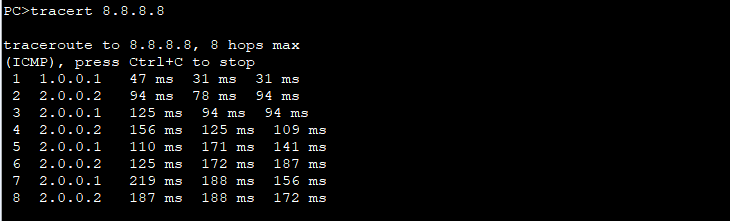 PC>tracert 8.8.8.8
traceroute to 8.8.8.8, 8 hops max
(ICMP), press Ctrl+C to stop
1 1.0.0.1 47 ms 31 ms 31 ms
2 2.0.0.2 94 ms 78 ms 94 ms
3 2.0.0.1 125 ms 94 ms 94 ms
4 2.0.0.2 156 ms 125 ms 109 ms
5 2.0.0.1 110 ms 171 ms 141 ms
6 2.0.0.2 125 ms 172 ms 187 ms
7 2.0.0.1 219 ms 188 ms 156 ms
8 2.0.0.2 187 ms 188 ms 172 ms